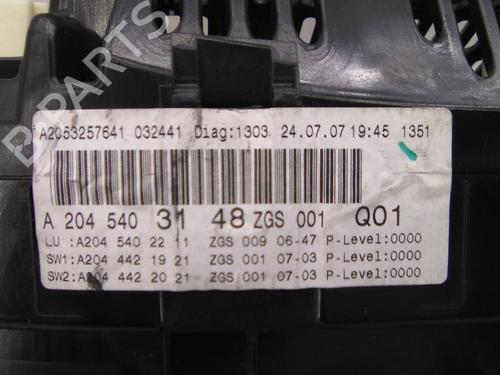 A2053257641 032441 Diag:1303 24.07.07 19:45 1351
A 204 540 31 48 ZGS 001 Q01
LU :A204 540 22 11 ZGS 009 06-47 P-Level:0000
SW1:A204 442 19 21 ZGS 001 07-03 P-Level:0000
SW2:A204 442 20 21 ZGS 001 07-03 P-Level:0000
B-PARTS